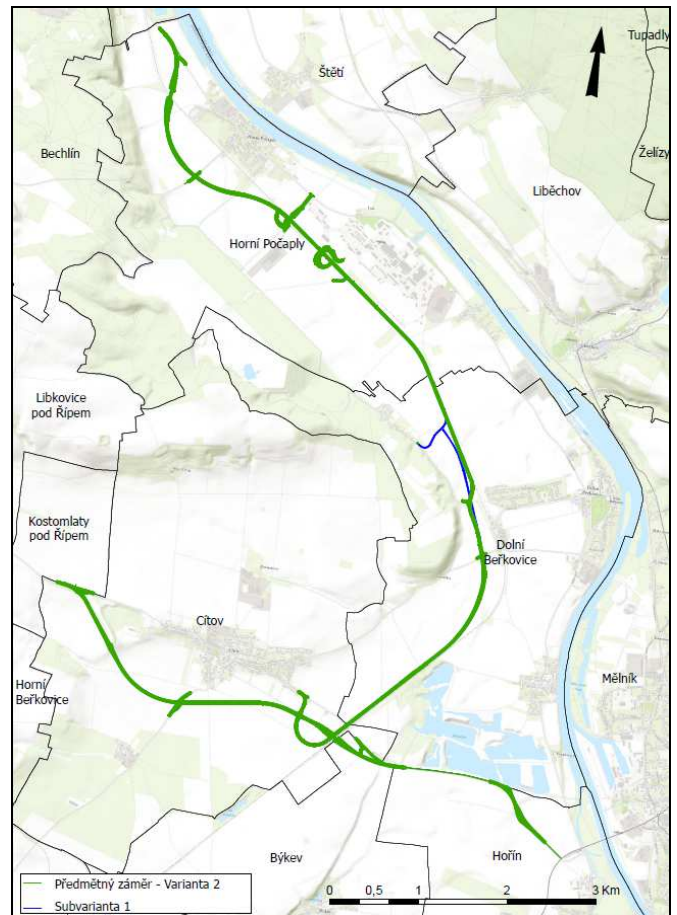 Tupadly
Štětí
Bechlín
Želízy
Liběchov
Horní Počaply
Libkovice
pod Řípem
Kostomlaty
pod Řípem
Dolní
Beřkovice
Cítov
Horní
Beřkovice
Mělník
Býkev
Hořín
Předmětný záměr - Varianta 2
Subvarianta 1
0 0,5 1 2 3 Km